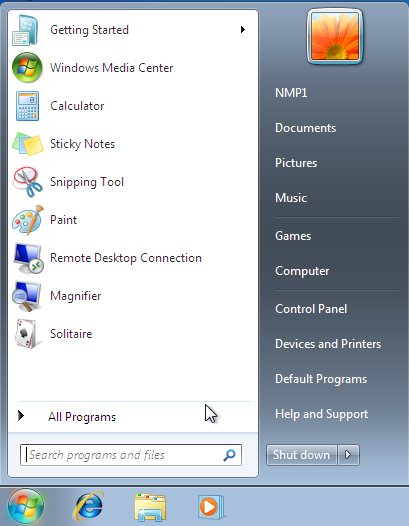 Getting Started
Windows Media Center
Calculator
Sticky Notes
Snipping Tool
Paint
Remote Desktop Connection
Magnifier
Solitaire
All Programs
Search programs and files
NMP1
Documents
Pictures
Music
Games
Computer
Control Panel
Devices and Printers
Default Programs
Help and Support
Shut down